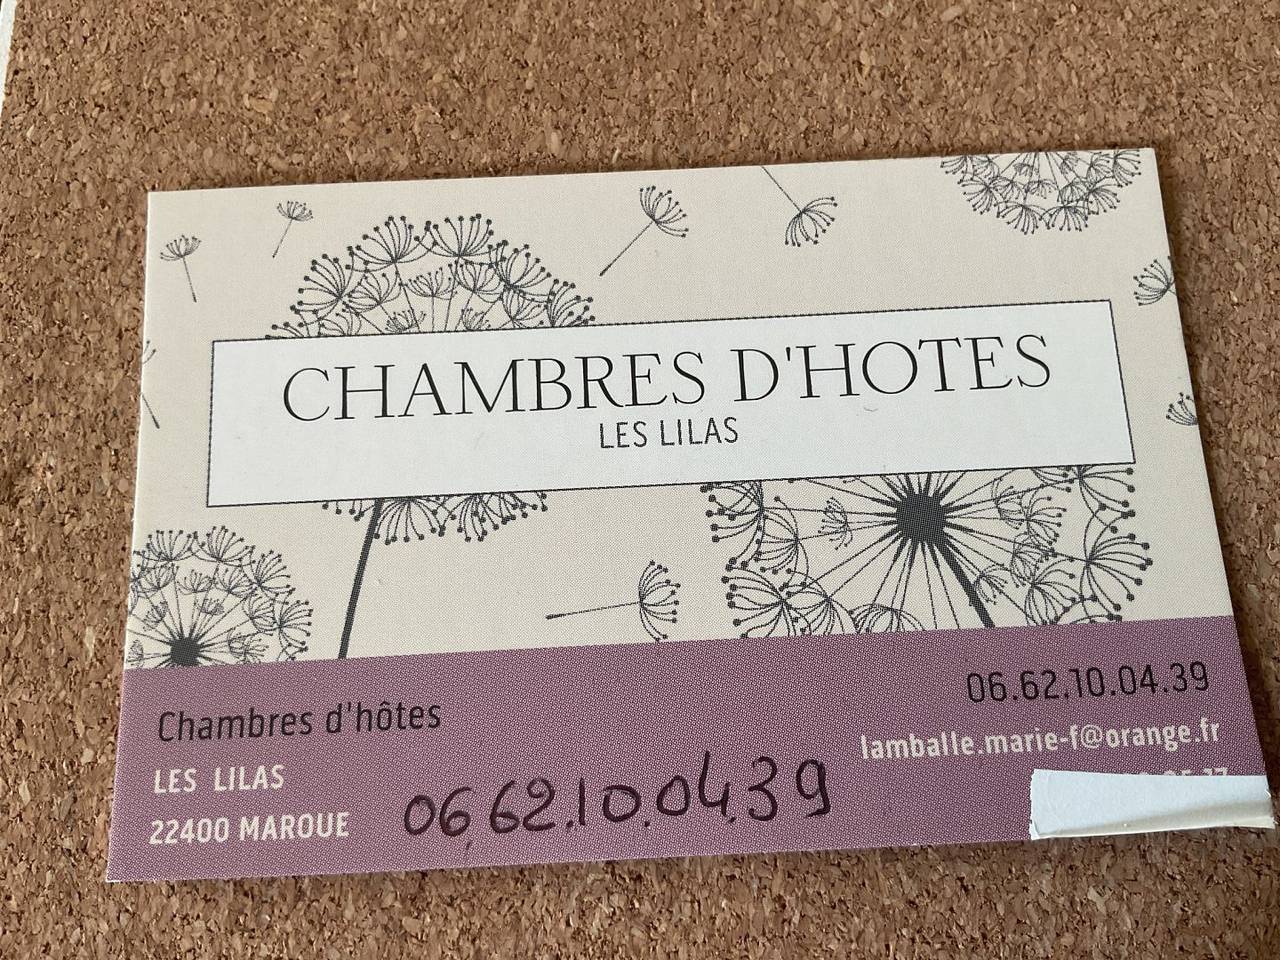 CHAMBRES D'HOTES
LES LILAS
Chambres d'hôtes
LES LILAS
22400 MAROUE
06.62.10.04.39
lamballe.marie-f@orange.fr
06 62.10.04.39